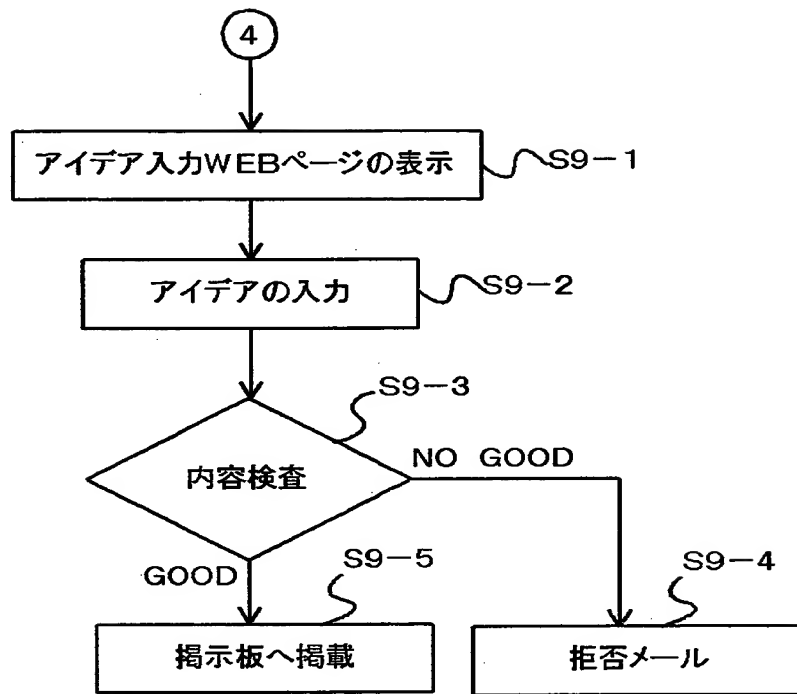 4
アイデア入力WEBページの表示
S9-1
アイデアの入力
S9-2
S9-3
内容検査
NO GOOD
GOOD
S9-5
S9-4
掲示板へ掲載
拒否メール